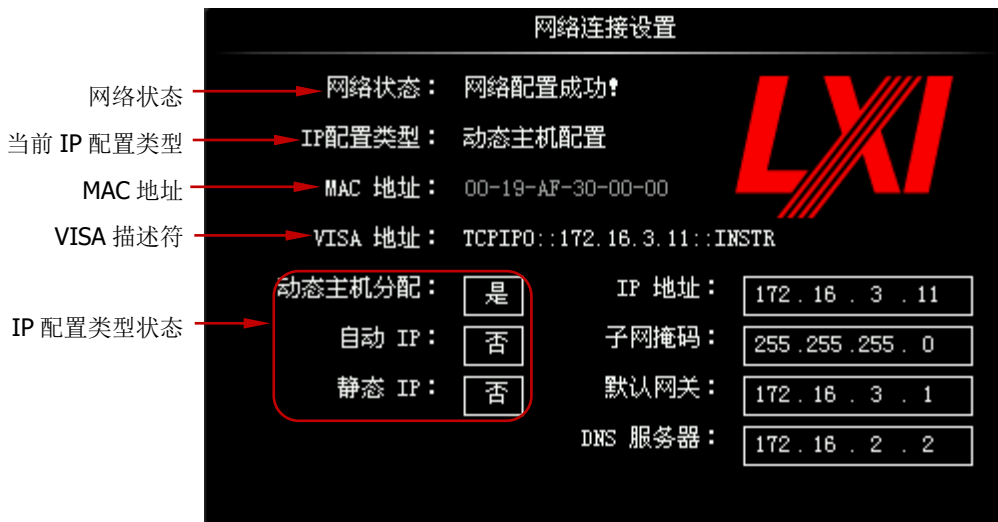 网络连接设置
网络状态
网络状态： 网络配置成功!
当前 IP 配置类型
IP配置类型： 动态主机配置
MAC 地址
MAC 地址： 00-19-AF-30-00-00
VISA 描述符
VISA 地址： TCPIP0::172.16.3.11::INSTR
LXI
IP 配置类型状态
动态主机分配： 是
自动 IP： 否
静态 IP： 否
IP 地址： 172 . 16 . 3 . 11
子网掩码： 255 . 255 . 255 . 0
默认网关： 172 . 16 . 3 . 1
DNS 服务器： 172 . 16 . 2 . 2